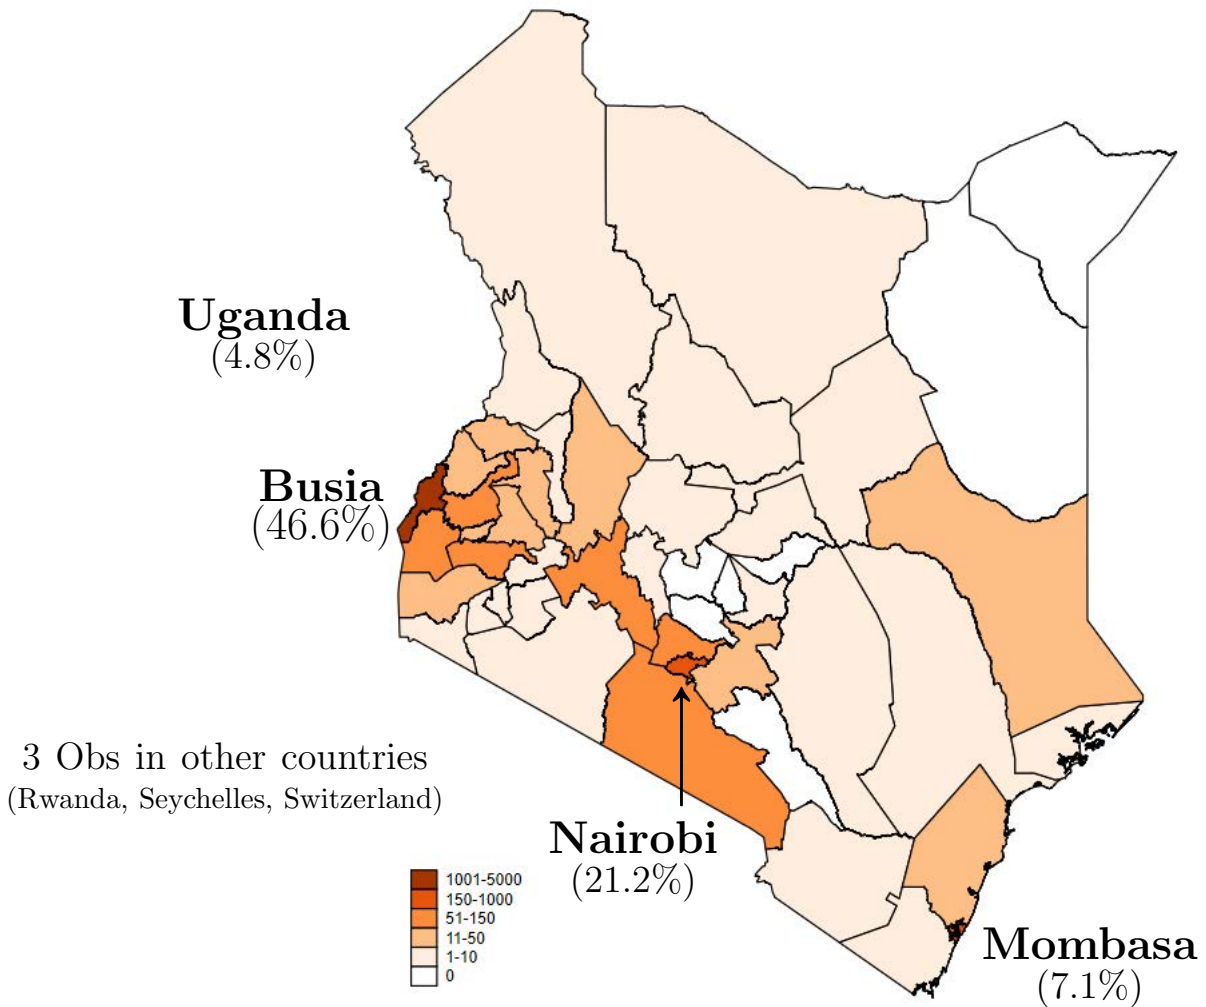 Uganda
(4.8%)
Busia
(46.6%)
3 Obs in other countries
(Rwanda, Seychelles, Switzerland)
Nairobi
(21.2%)
1001-5000
150-1000
51-150
11-50
1-10
0
Mombasa
(7.1%)